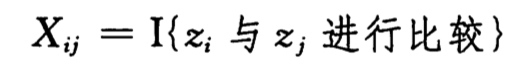 X_{ij} = I{z_i 与 z_j 进行比较}